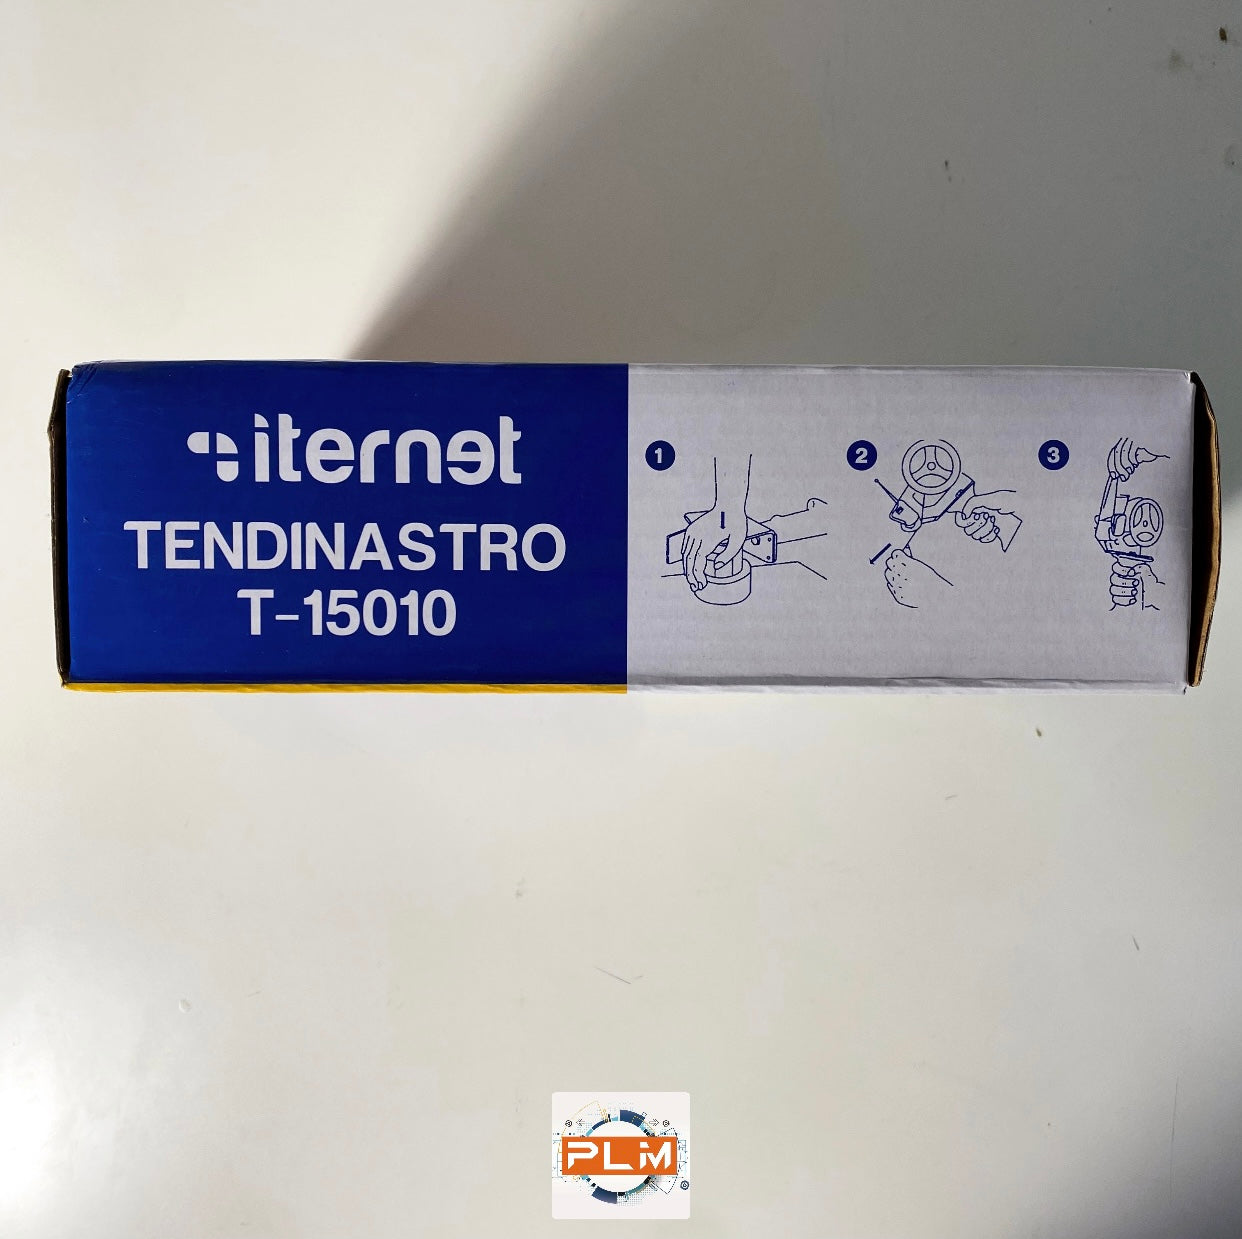 iternet
TENDINASTRO
T-15010
1
2
3
PLM